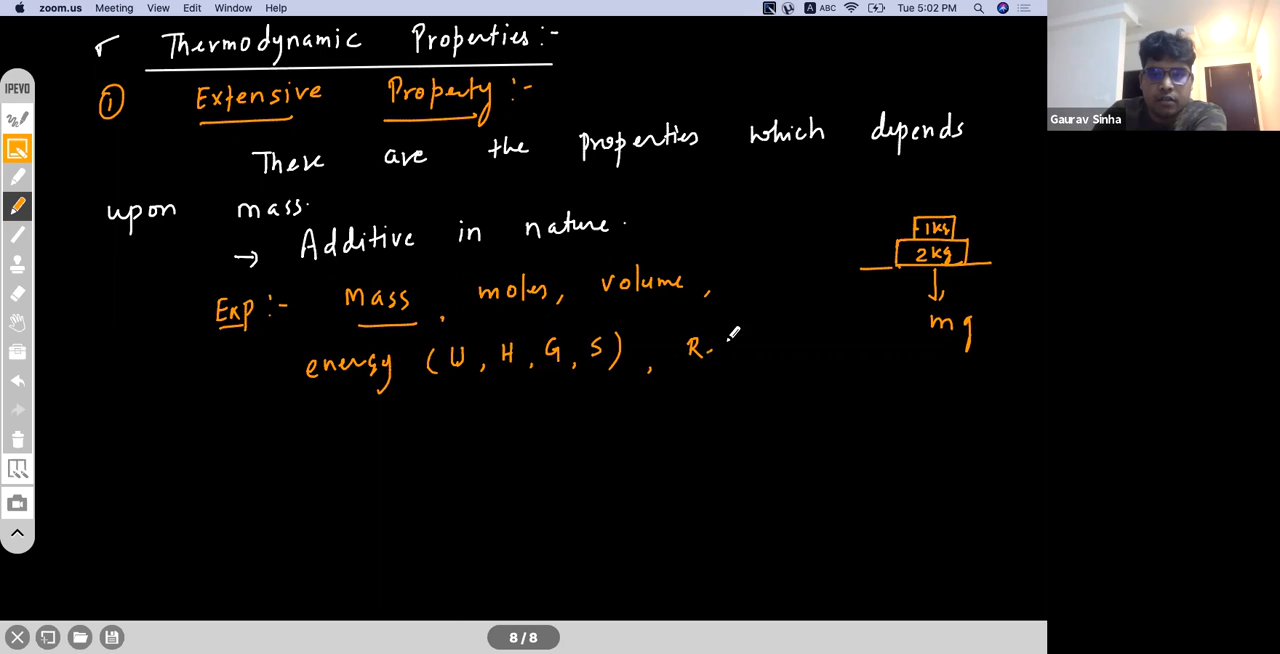 zoom.us Meeting View Edit Window Help A ABC Tue 5:02 PM
Thermodynamic Properties :-
① Extensive Property :-
There are the properties which depends
upon mass.
→ Additive in nature.
Exp :- Mass, moles, volume,
energy (U, H, G, S), R-
1kg
2kg
mg
IPEVO
Gaurav Sinha
8/8